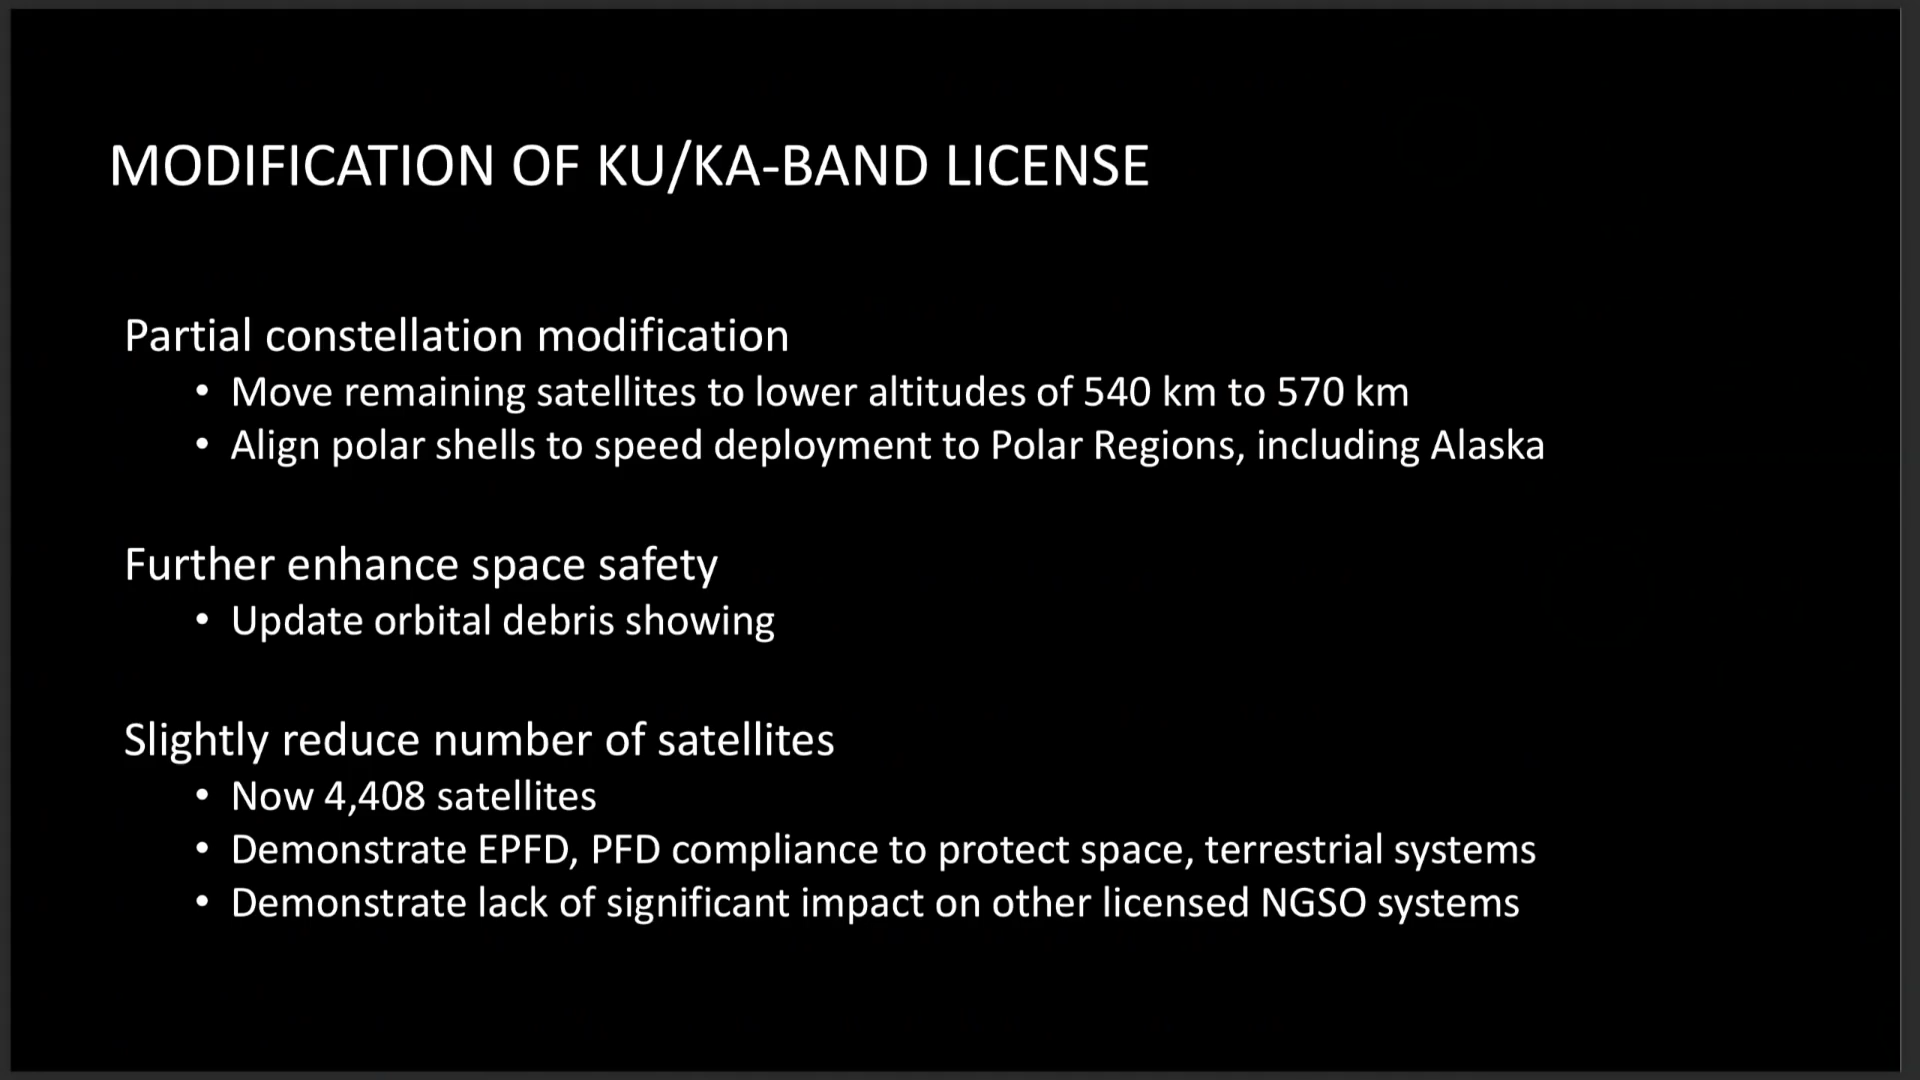 MODIFICATION OF KU/KA-BAND LICENSE
Partial constellation modification
• Move remaining satellites to lower altitudes of 540 km to 570 km
• Align polar shells to speed deployment to Polar Regions, including Alaska
Further enhance space safety
• Update orbital debris showing
Slightly reduce number of satellites
• Now 4,408 satellites
• Demonstrate EPFD, PFD compliance to protect space, terrestrial systems
• Demonstrate lack of significant impact on other licensed NGSO systems